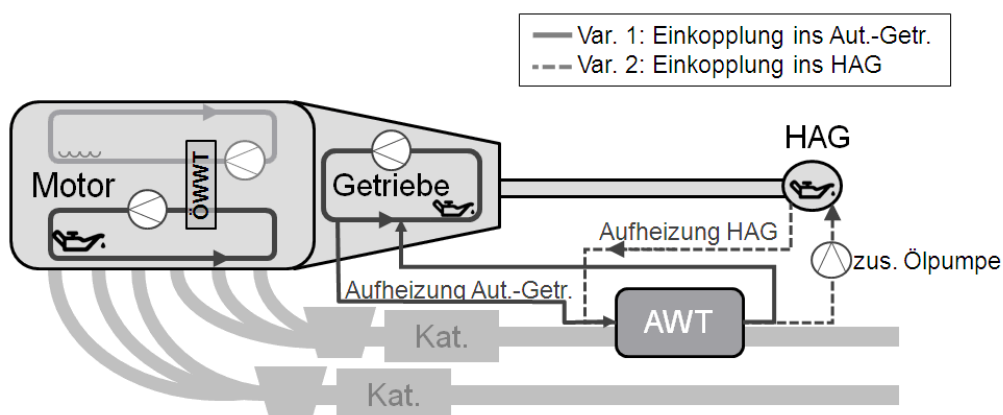 Var. 1: Einkopplung ins Aut.-Getr.
Var. 2: Einkopplung ins HAG
HAG
Motor
ÖWWT
Getriebe
Aufheizung HAG
zus. Ölpumpe
Aufheizung Aut.-Getr.
AWT
Kat.
Kat.